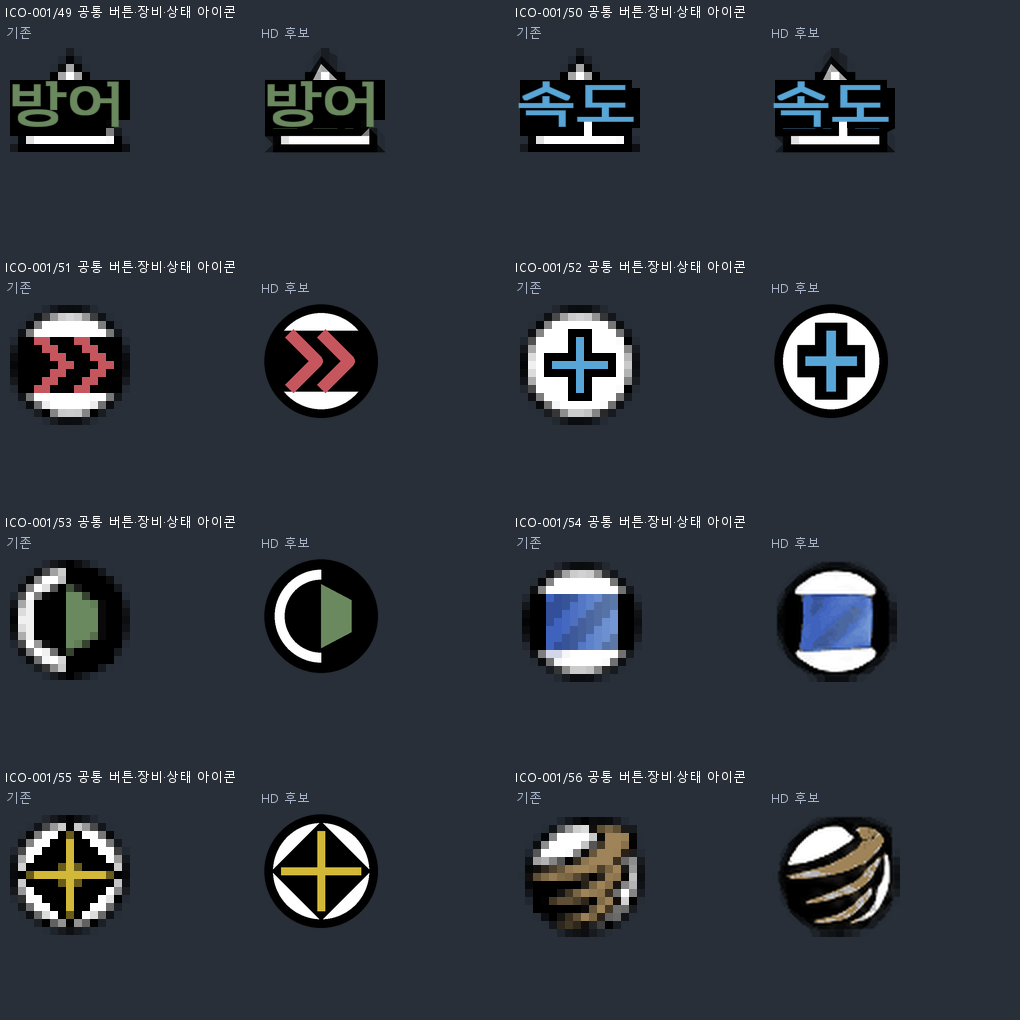 ICO-001/49 공통 버튼·장비·상태 아이콘
기존
HD 후보
방어
방어
ICO-001/50 공통 버튼·장비·상태 아이콘
기존
HD 후보
속도
속도
ICO-001/51 공통 버튼·장비·상태 아이콘
기존
HD 후보
ICO-001/52 공통 버튼·장비·상태 아이콘
기존
HD 후보
ICO-001/53 공통 버튼·장비·상태 아이콘
기존
HD 후보
ICO-001/54 공통 버튼·장비·상태 아이콘
기존
HD 후보
ICO-001/55 공통 버튼·장비·상태 아이콘
기존
HD 후보
ICO-001/56 공통 버튼·장비·상태 아이콘
기존
HD 후보